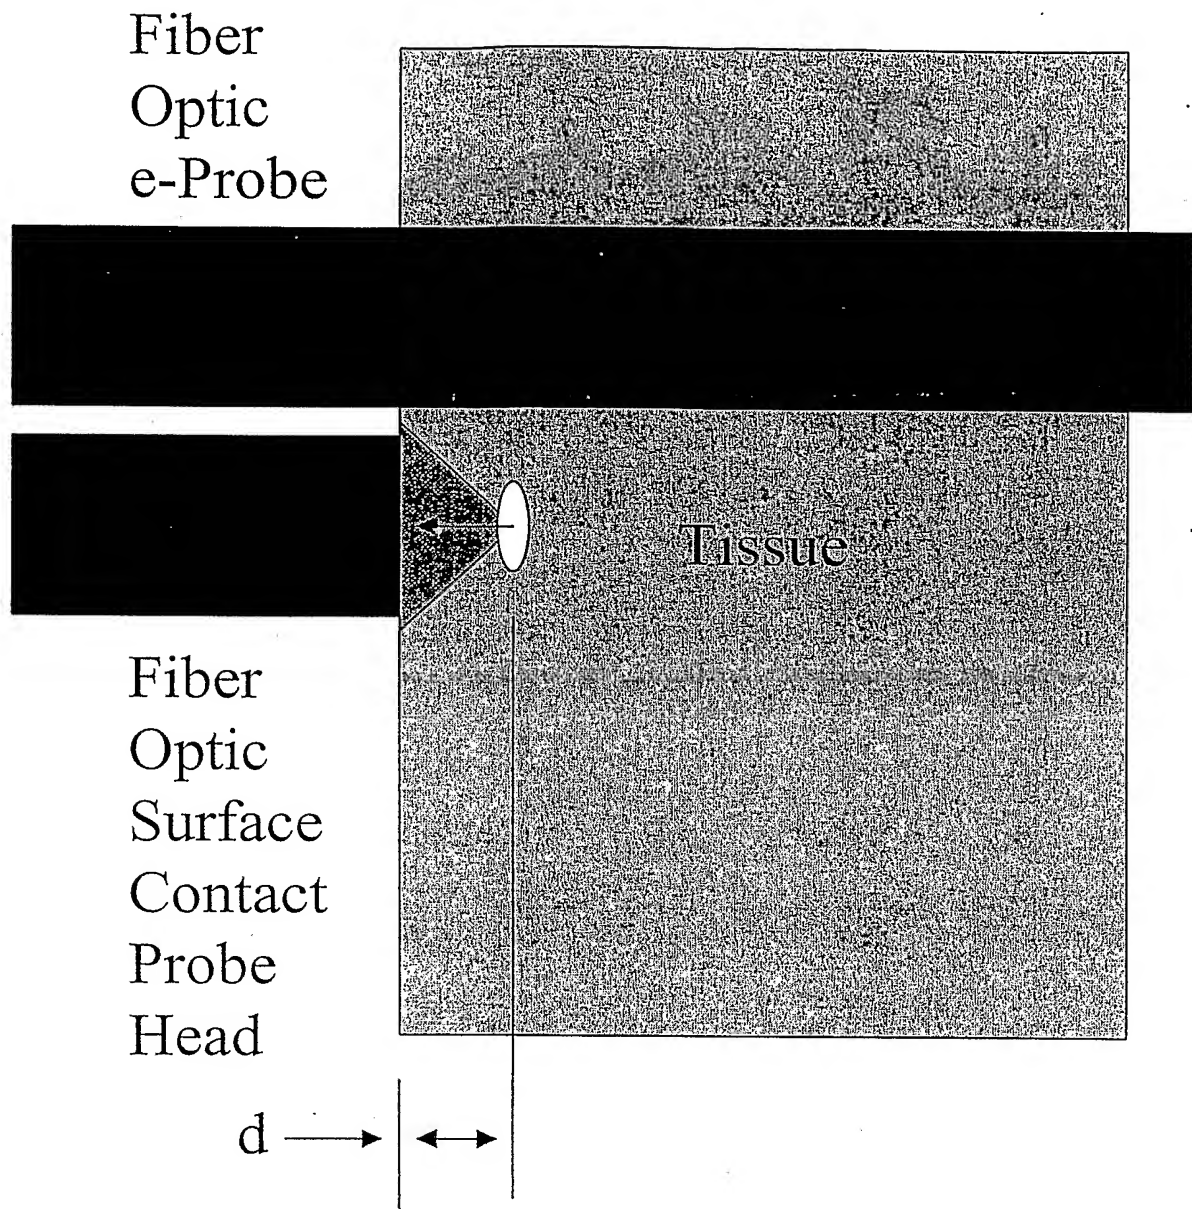 Fiber
Optic
e-Probe
Tissue
Fiber
Optic
Surface
Contact
Probe
Head
d